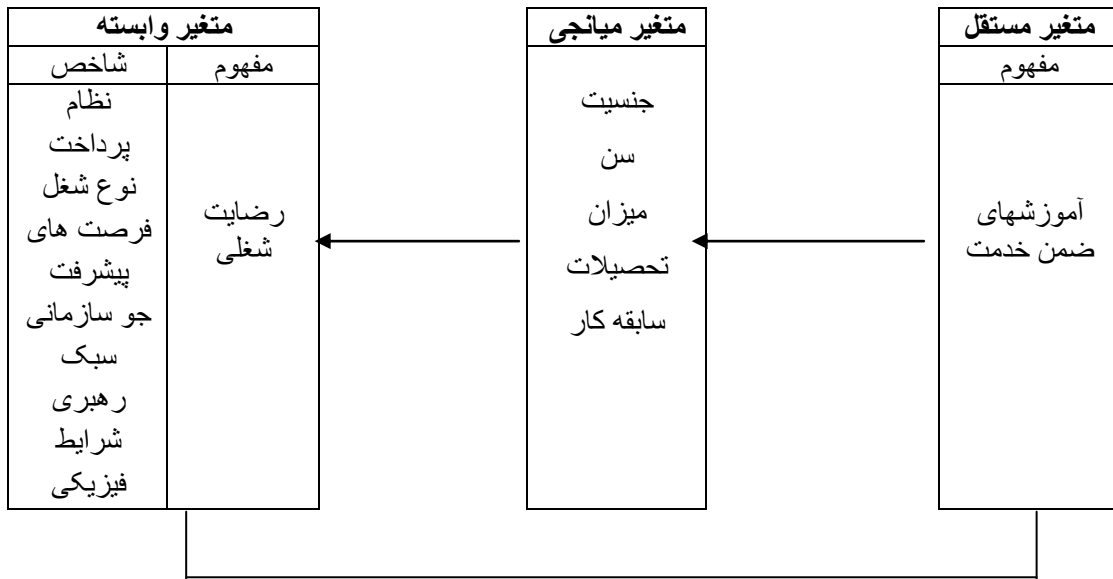 متغیر مستقل
مفهوم
آموزشهای
ضمن خدمت
متغیر میانجی
جنسیت
سن
میزان
تحصیلات
سابقه کار
متغیر وابسته
مفهوم
رضایت
شغلی
شاخص
نظام
پرداخت
نوع شغل
فرصت های
پیشرفت
جو سازمانی
سبک
رهبری
شرایط
فیزیکی